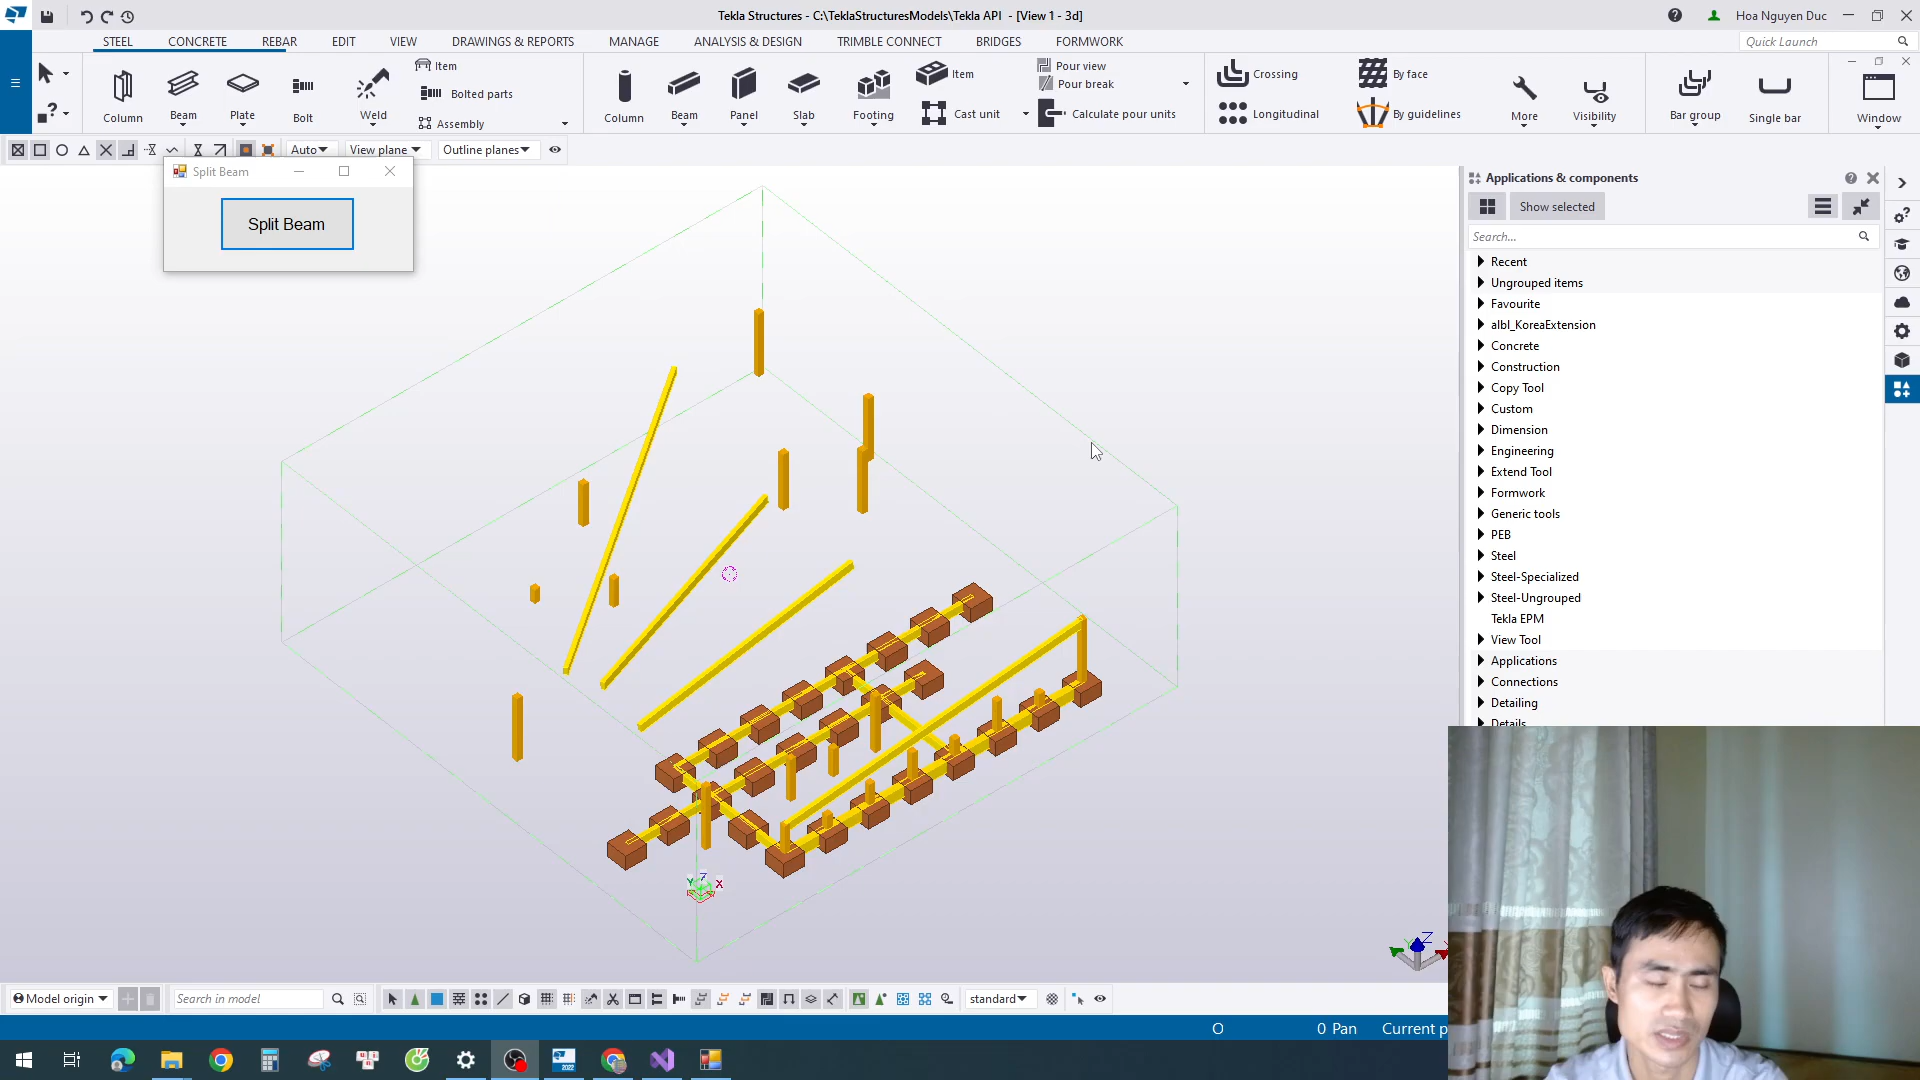 Tekla Structures - C:\TeklaStructuresModels\Tekla API - [View 1 - 3d]
Hoa Nguyen Duc
STEEL CONCRETE REBAR EDIT VIEW DRAWINGS & REPORTS MANAGE ANALYSIS & DESIGN TRIMBLE CONNECT BRIDGES FORMWORK
Quick Launch
Column Beam Plate Bolt Weld
Item
Bolted parts
Assembly
Column Beam Panel Slab Footing
Item
Cast unit
Pour view
Pour break
Calculate pour units
Crossing
Longitudinal
By face
By guidelines
More Visibility Bar group Single bar Window
Auto View plane Outline planes
Split Beam
Split Beam
Applications & components
Show selected
Search...
Recent
Ungrouped items
Favourite
albl_KoreaExtension
Concrete
Construction
Copy Tool
Custom
Dimension
Engineering
Extend Tool
Formwork
Generic tools
PEB
Steel
Steel-Specialized
Steel-Ungrouped
Tekla EPM
View Tool
Applications
Connections
Detailing
Details
Y Z X
Z
Model origin
Search in model
standard
O 0 Pan Current p
2022